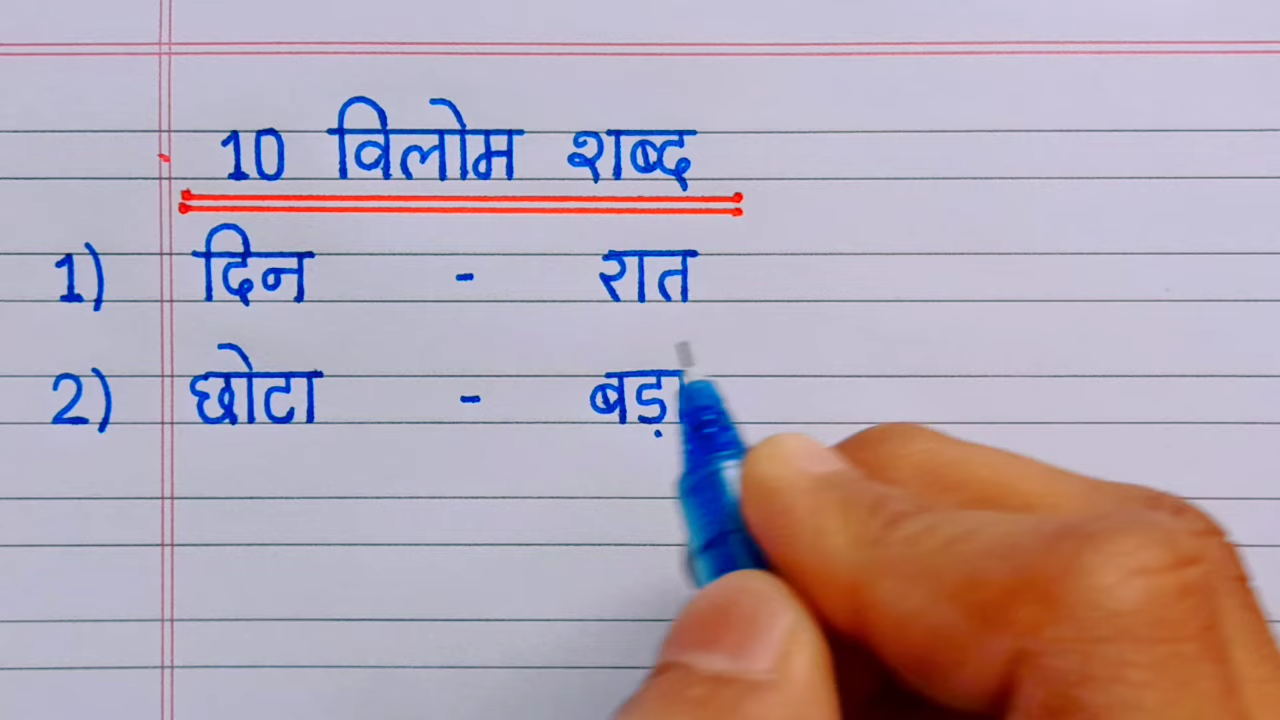 10 विलोम शब्द
1) दिन - रात
2) छोटा - बड़ा